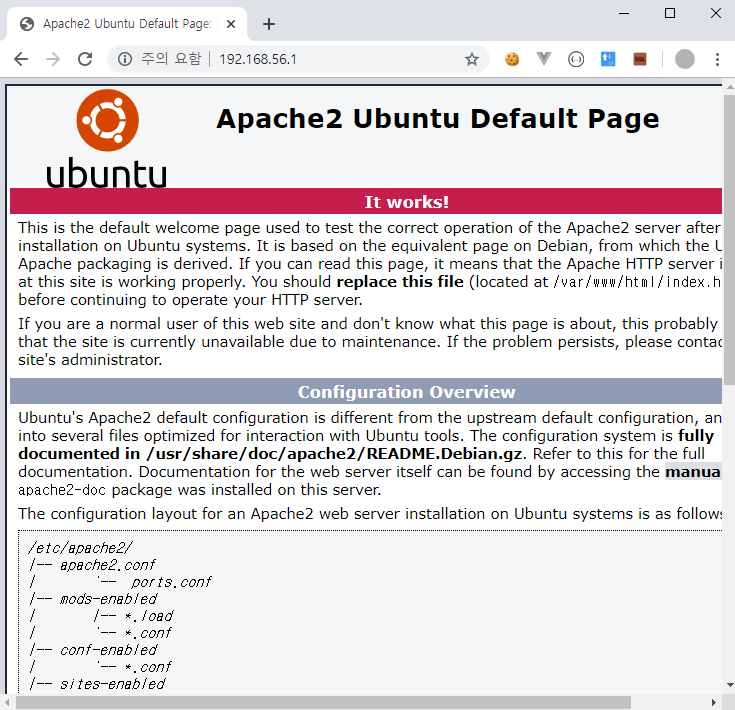 Apache2 Ubuntu Default Page:
주의 요함 | 192.168.56.1
ubuntu
Apache2 Ubuntu Default Page
It works!
This is the default welcome page used to test the correct operation of the Apache2 server after
installation on Ubuntu systems. It is based on the equivalent page on Debian, from which the U
Apache packaging is derived. If you can read this page, it means that the Apache HTTP server i
at this site is working properly. You should replace this file (located at /var/www/html/index.h
before continuing to operate your HTTP server.
If you are a normal user of this web site and don't know what this page is about, this probably
that the site is currently unavailable due to maintenance. If the problem persists, please contac
site's administrator.
Configuration Overview
Ubuntu's Apache2 default configuration is different from the upstream default configuration, an
into several files optimized for interaction with Ubuntu tools. The configuration system is fully
documented in /usr/share/doc/apache2/README.Debian.gz. Refer to this for the full
documentation. Documentation for the web server itself can be found by accessing the manua
apache2-doc package was installed on this server.
The configuration layout for an Apache2 web server installation on Ubuntu systems is as follows
/etc/apache2/
|-- apache2.conf
|       `--  ports.conf
|-- mods-enabled
|       |-- *.load
|       `-- *.conf
|-- conf-enabled
|       `-- *.conf
|-- sites-enabled